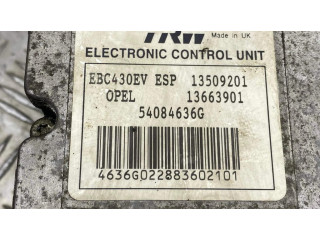 TRW
Made in UK
ELECTRONIC CONTROL UNIT
EBC430EV ESP 13509201
OPEL 13663901
54084636G
4636G022883602101